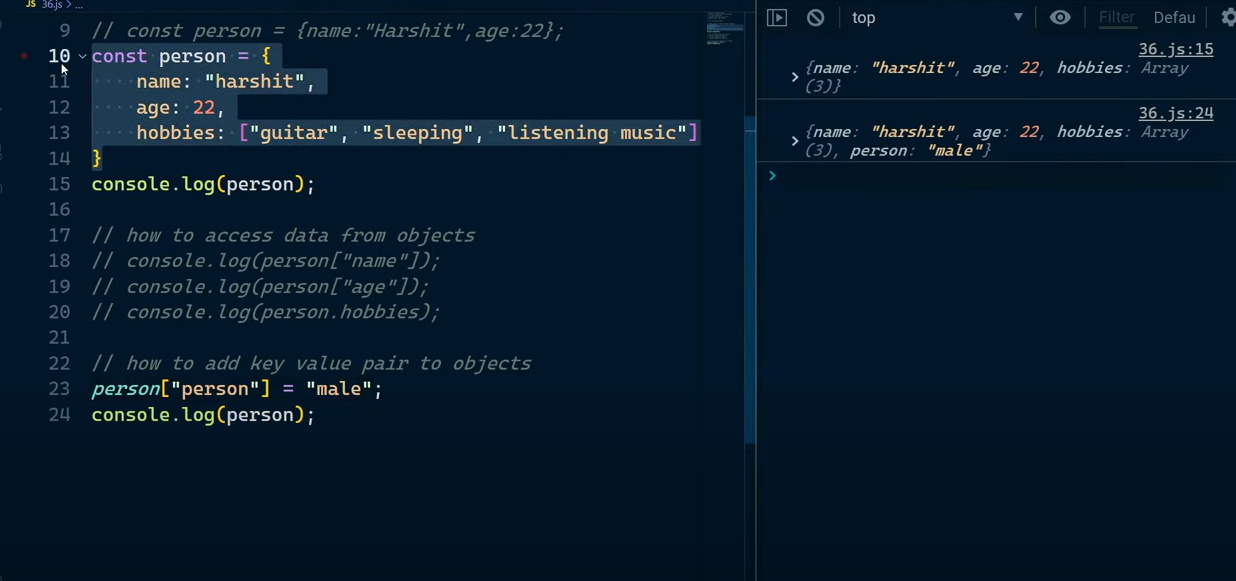 JS 36.js > ...
9 // const person = {name:"Harshit",age:22};
10 const person = {
11 name: "harshit",
12 age: 22,
13 hobbies: ["guitar", "sleeping", "listening music"]
14 }
15 console.log(person);
16
17 // how to access data from objects
18 // console.log(person["name"]);
19 // console.log(person["age"]);
20 // console.log(person.hobbies);
21
22 // how to add key value pair to objects
23 person["person"] = "male";
24 console.log(person);
top
Filter
Defau
36.js:15
{name: "harshit", age: 22, hobbies: Array
(3)}
36.js:24
{name: "harshit", age: 22, hobbies: Array
(3), person: "male"}
>